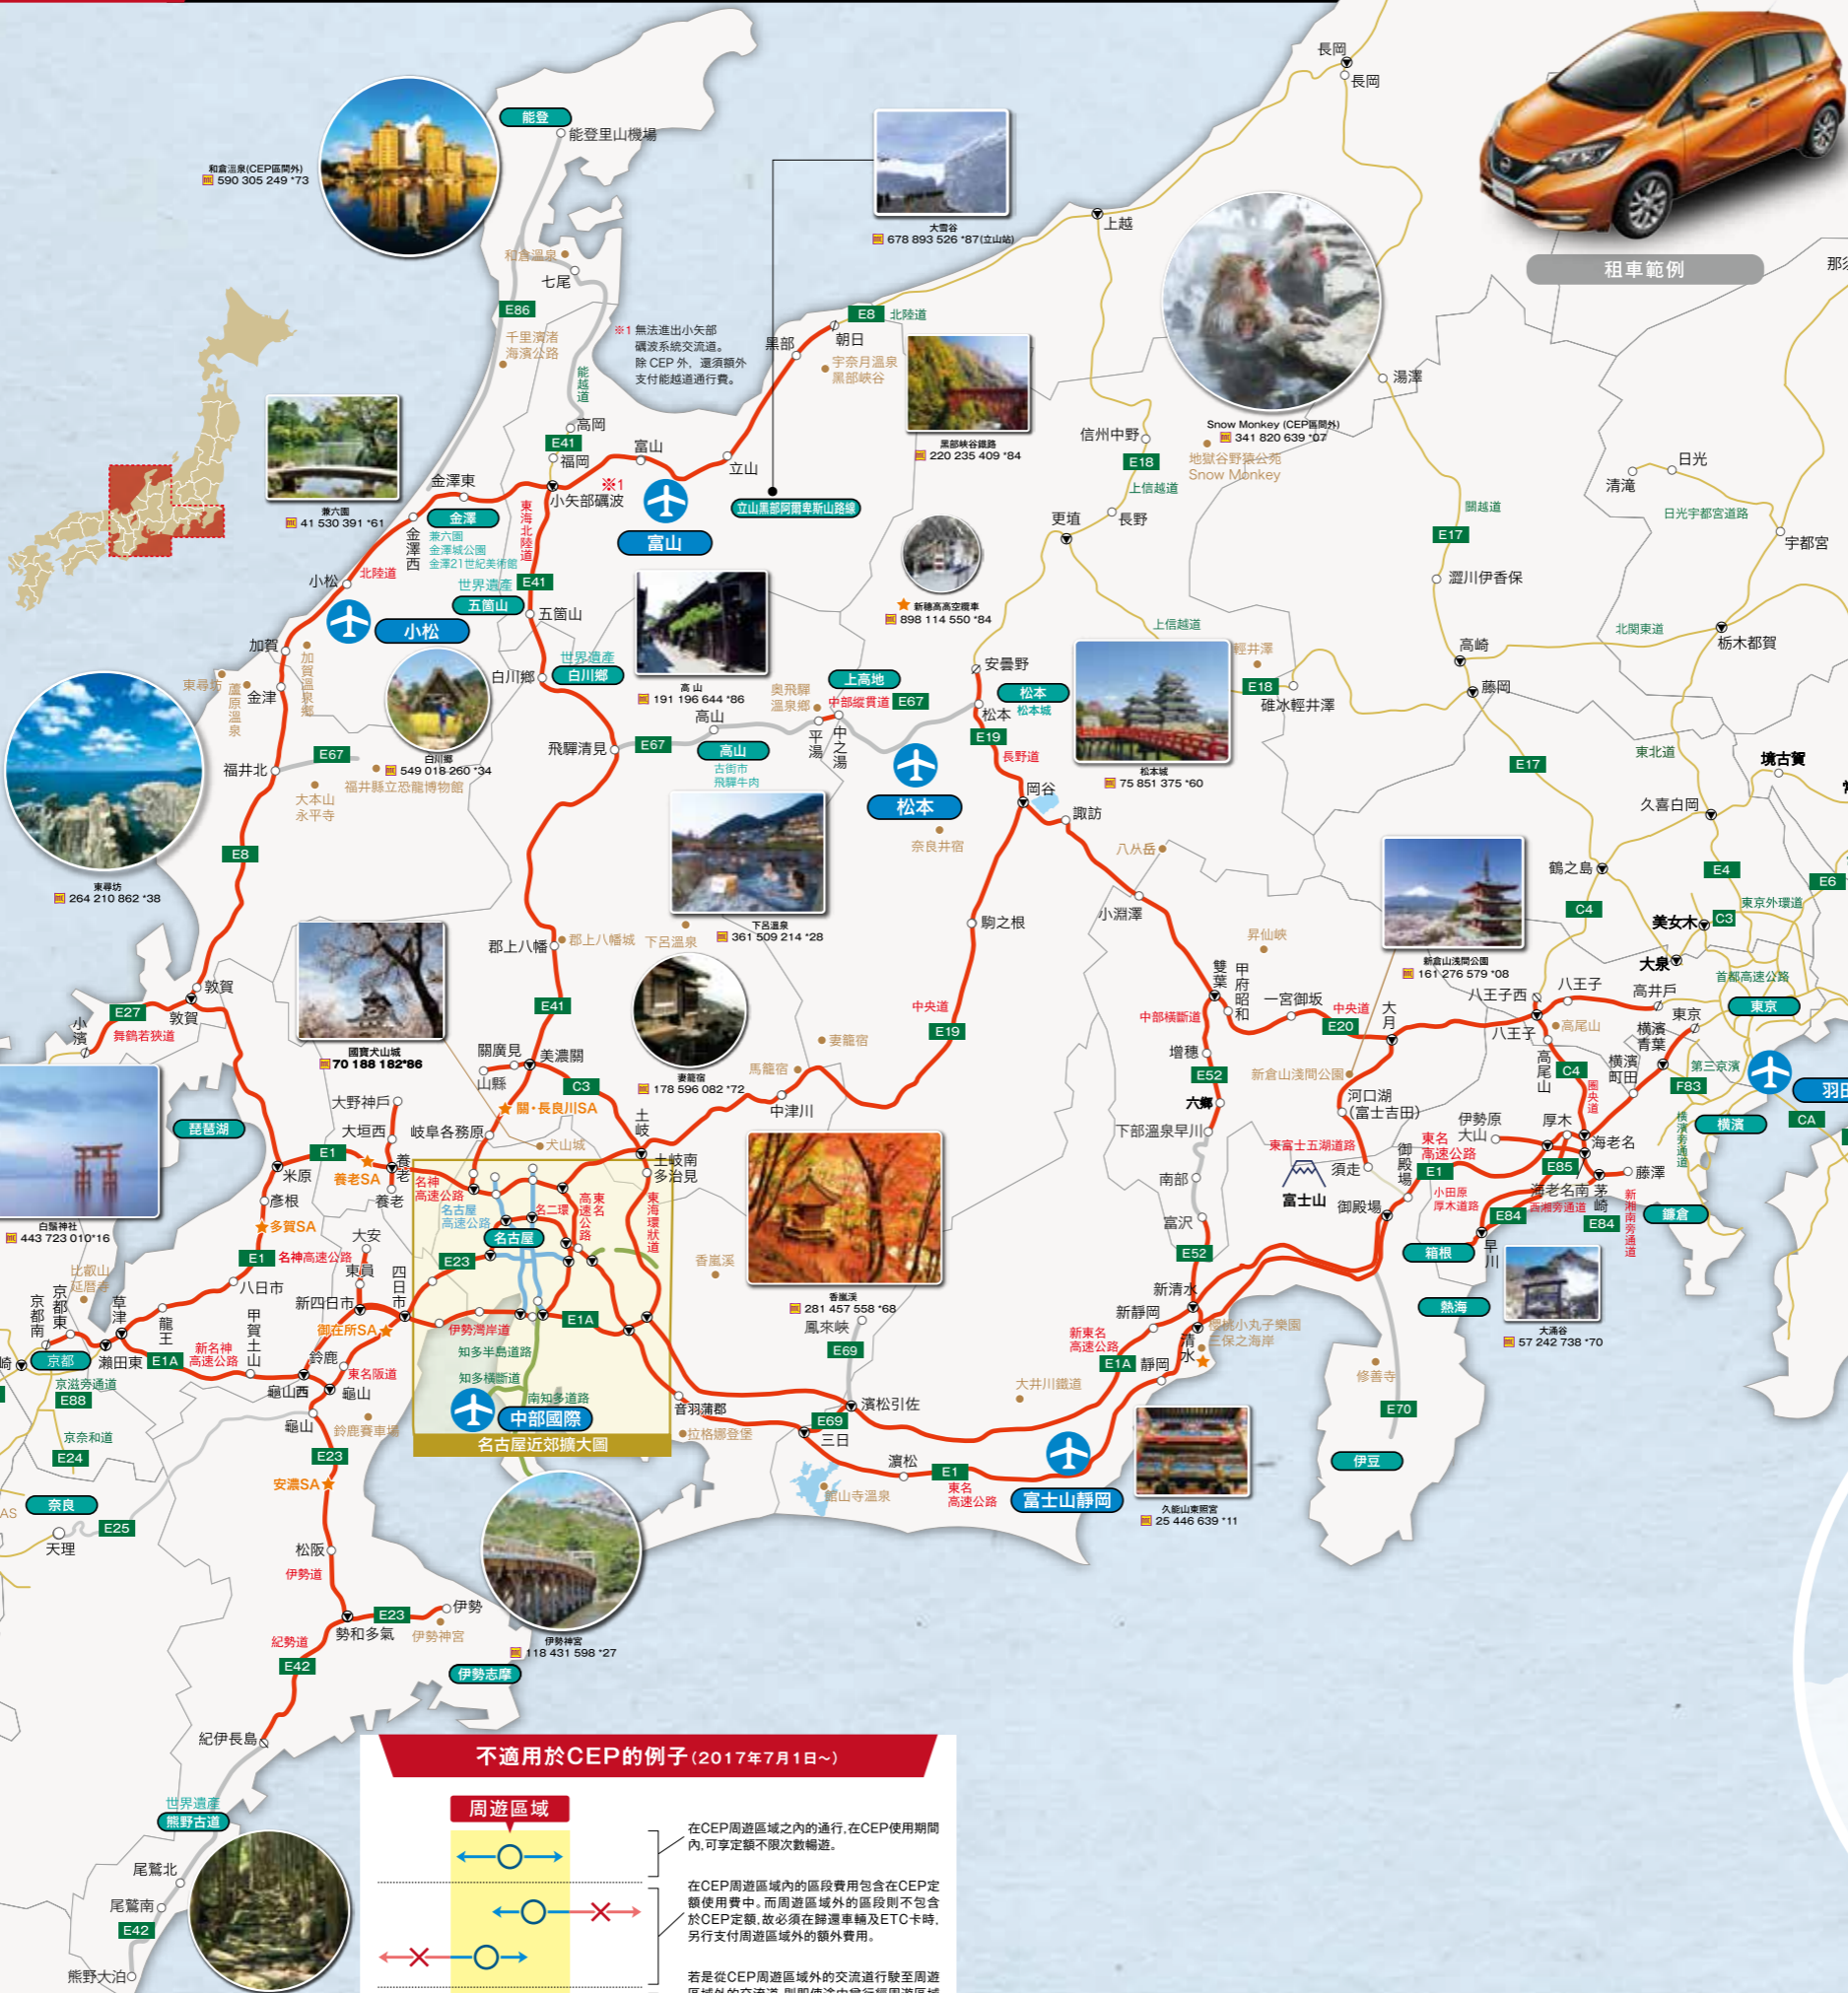 長岡
長岡
能登
能登里山機場
和倉溫泉(CEP區間外)
590 305 249 *73
大雪谷
678 893 526 *87(立山站)
上越
租車範例
和倉溫泉
七尾
E86
千里濱渚
海濱公路
※1 無法進出小矢部
礪波系統交流道。
除 CEP 外，還須額外
支付能越道通行費。
E8
北陸道
黑部
朝日
宇奈月溫泉
黑部峽谷
能越道
湯澤
高岡
E41
福岡
富山
立山
黑部峽谷鐵路
220 235 409 *84
信州中野
E18
上信越道
Snow Monkey (CEP區間外)
341 820 639 *07
地獄谷野猿公苑
Snow Monkey
日光
清滝
日光宇都宮道路
宇都宮
金澤東
小矢部礪波
※1
立山黑部阿爾卑斯山路線
兼六園
41 530 391 *61
金澤
兼六園
金澤城公園
金澤21世紀美術館
金澤西
東海北陸道
富山
更埴
長野
關越道
E17
小松
北陸道
世界遺產
E41
五箇山
五箇山
新穗高高空纜車
898 114 550 *84
澀川伊香保
小松
上信越道
北関東道
栃木都賀
加賀
加賀溫泉鄉
世界遺產
白川鄉
白川鄉
安曇野
輕井澤
高崎
東尋坊
蘆原溫泉
金津
高山
191 196 644 *86
奥飛驒
溫泉鄉
上高地
中部縱貫道
E67
松本
松本城
松本
E18
碓冰輕井澤
藤岡
高山
平湯
中之湯
飛驒清見
E67
高山
古街市
飛驒牛肉
E19
長野道
東北道
E67
白川鄉
549 018 260 *34
福井北
福井縣立恐龍博物館
大本山
永平寺
松本
岡谷
松本城
75 851 375 *60
E17
境古賀
諏訪
久喜白岡
奈良井宿
八ヶ岳
E8
東尋坊
264 210 862 *38
鶴之島
E4
E6
小淵澤
C4
東京外環道
美女木
C3
郡上八幡
郡上八幡城
下呂溫泉
下呂溫泉
361 509 214 *28
駒之根
昇仙峽
新倉山浅間公園
161 276 579 *08
大泉
首都高速公路
敦賀
敦賀
E27
舞鶴若狹道
小濱
雙葉
甲府昭和
一宮御坂
中央道
E20
大月
八王子西
八王子
高井戶
東京
東京
八王子
高尾山
高尾山
橫濱青葉
E41
中央道
E19
中部橫斷道
國寶犬山城
70 188 182*86
關廣見
美濃關
山縣
C3
關・長良川SA
妻籠宿
178 596 082 *72
妻籠宿
馬籠宿
中津川
增穗
E52
六鄉
新倉山浅間公園
河口湖
（富士吉田）
C4
圈央道
橫濱町田
第三京濱
F83
羽田
CA
橫濱
橫濱旁通道
大野神戶
大垣西
岐阜各務原
犬山城
土岐
下部溫泉早川
東富士五湖道路
須走
御殿場
伊勢原
大山
厚木
海老名
琵琶湖
米原
E1
養老SA
養老
養老
土岐南
多治見
南部
富士山
御殿場
東名
高速公路
E1
E85
藤澤
小田原
厚木道路
海老名南
茅崎
西湘旁通道
新湘南旁通道
E84
E84
鎌倉
白鬚神社
443 723 010*16
彥根
多賀SA
名神
高速公路
名古屋
高速公路
名二環
東名
高速公路
東海環狀道
名古屋
香嵐溪
富沢
E52
箱根
早川
E1
名神高速公路
大安
東員
四日市
E23
比叡山
延曆寺
八日市
新四日市
御在所SA
伊勢灣岸道
E1A
香嵐溪
281 457 558 *68
鳳來峽
新清水
新靜岡
新東名
高速公路
櫻桃小丸子樂園
三保之海岸
清水
熱海
大涌谷
57 242 738 *70
京都南
京都東
草津
龍王
甲賀土山
京都
瀨田東
E1A
新名神
高速公路
鈴鹿
東名阪道
知多半島道路
知多橫斷道
南知多道路
E69
E1A
靜岡
修善寺
京滋旁通道
E88
龜山西
龜山
龜山
鈴鹿賽車場
中部國際
名古屋近郊擴大圖
音羽蒲郡
拉格娜登堡
濱松引佐
E69
三日
大井川鐵道
E70
京奈和道
E24
E23
安濃SA
館山寺溫泉
濱松
E1
東名
高速公路
富士山靜岡
久能山東照宮
25 446 639 *11
伊豆
奈良
E25
天理
松阪
伊勢道
伊勢
E23
勢和多氣
伊勢神宮
伊勢神宮
118 431 598 *27
紀勢道
E42
伊勢志摩
紀伊長島
不適用於CEP的例子(2017年7月1日～)
周遊區域
在CEP周遊區域之內的通行,在CEP使用期間
內,可享定額不限次數暢遊。
在CEP周遊區域內的區段費用包含在CEP定
額使用費中。而周遊區域外的區段則不包含
於CEP定額,故必須在歸還車輛及ETC卡時,
另行支付周遊區域外的額外費用。
若是從CEP周遊區域外的交流道行駛至周遊
世界遺產
熊野古道
尾鷲北
尾鷲南
E42
熊野大泊